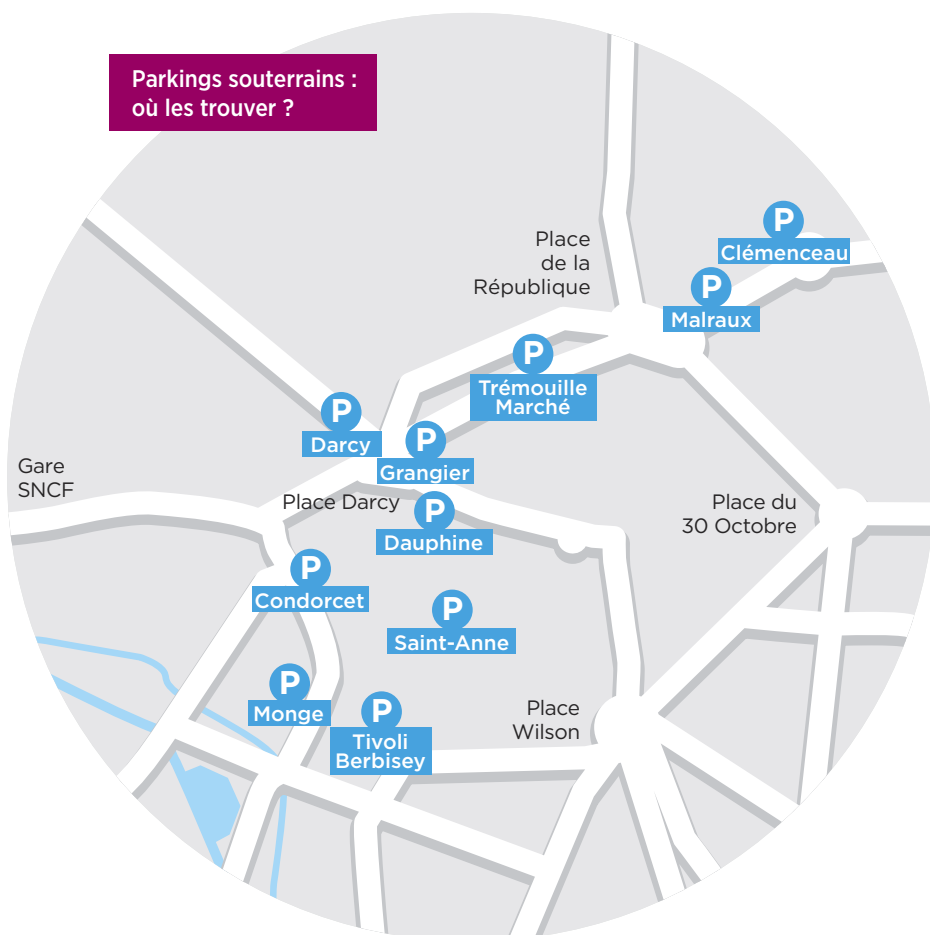 Parkings souterrains :
où les trouver ?
P
Clémenceau
Place
de la
République
P
Malraux
P
Trémouille
Marché
P
Darcy
P
Grangier
Gare
SNCF
Place Darcy
P
Dauphine
Place du
30 Octobre
P
Condorcet
P
Saint-Anne
P
Monge
P
Tivoli
Berbisey
Place
Wilson